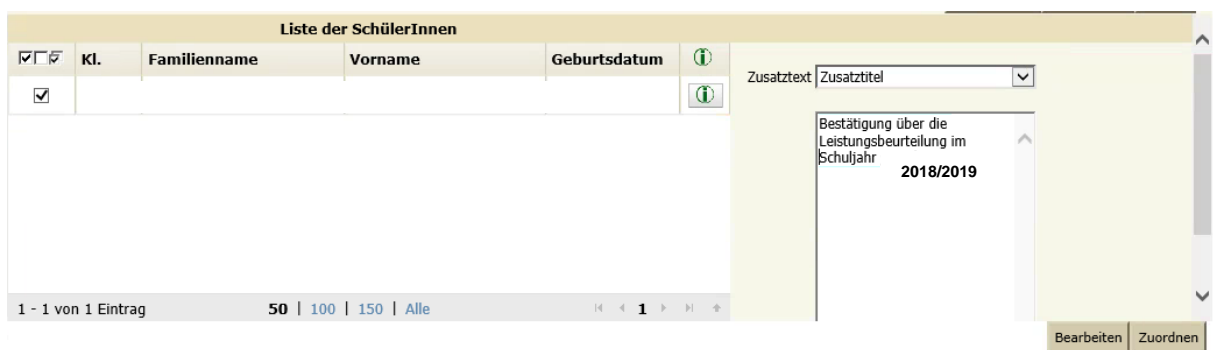 Liste der SchülerInnen
Kl. Familienname Vorname Geburtsdatum
Zusatztext Zusatztitel
Bestätigung über die
Leistungsbeurteilung im
Schuljahr
2018/2019
1 - 1 von 1 Eintrag 50 | 100 | 150 | Alle 1
Bearbeiten Zuordnen